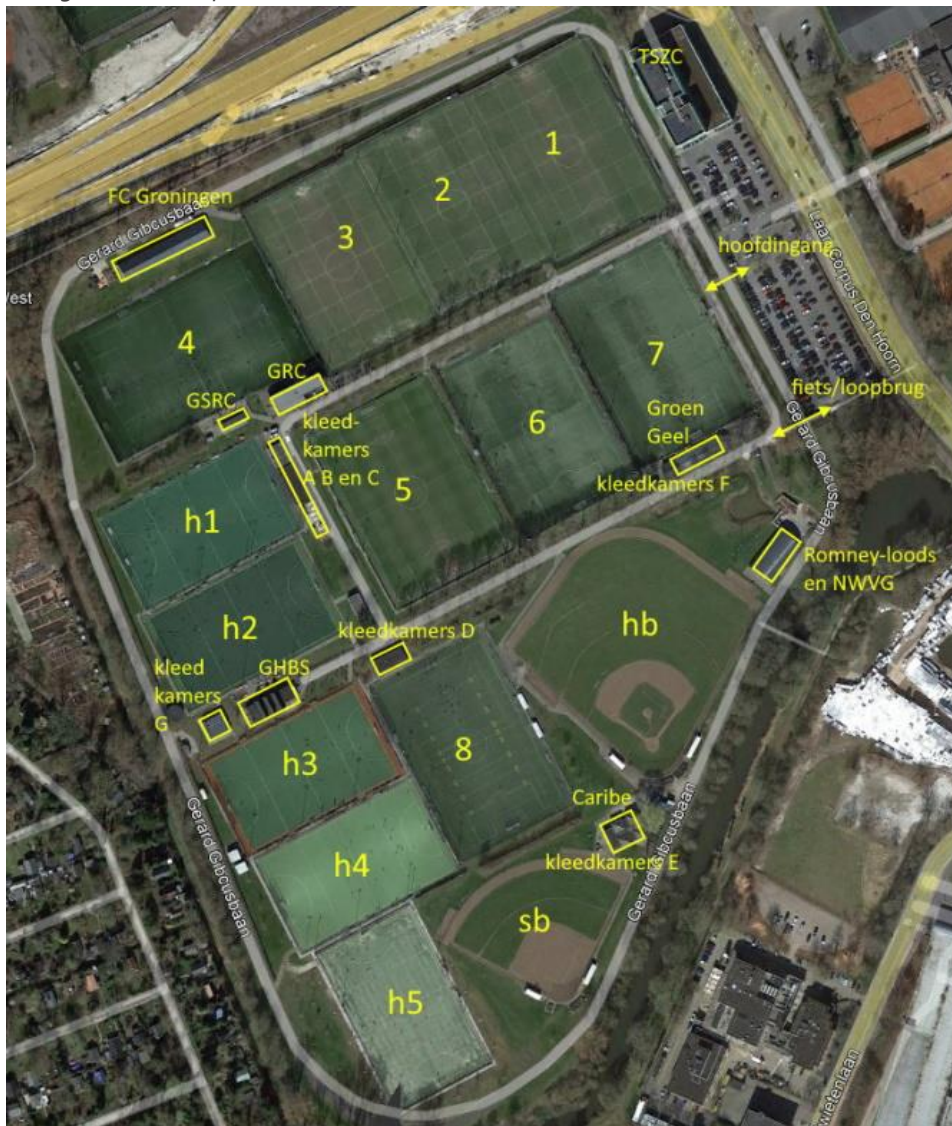 TSZC
1
2
3
FC Groningen
Gerard Gibcusbaan
hoofdingang
Laan Corpus Den Hoorn
4
7
GRC
GSRC
kleed-
kamers
A B en C
6
5
Groen
Geel
kleedkamers F
fiets/loopbrug
Gerard Gibcusbaan
h1
Romney-loods
en NWVG
h2
hb
kleedkamers D
kleed
kamers
G
GHBS
h3
8
Caribe
kleedkamers E
h4
sb
h5
Gerard Gibcusbaan
Gerard Gibcusbaan